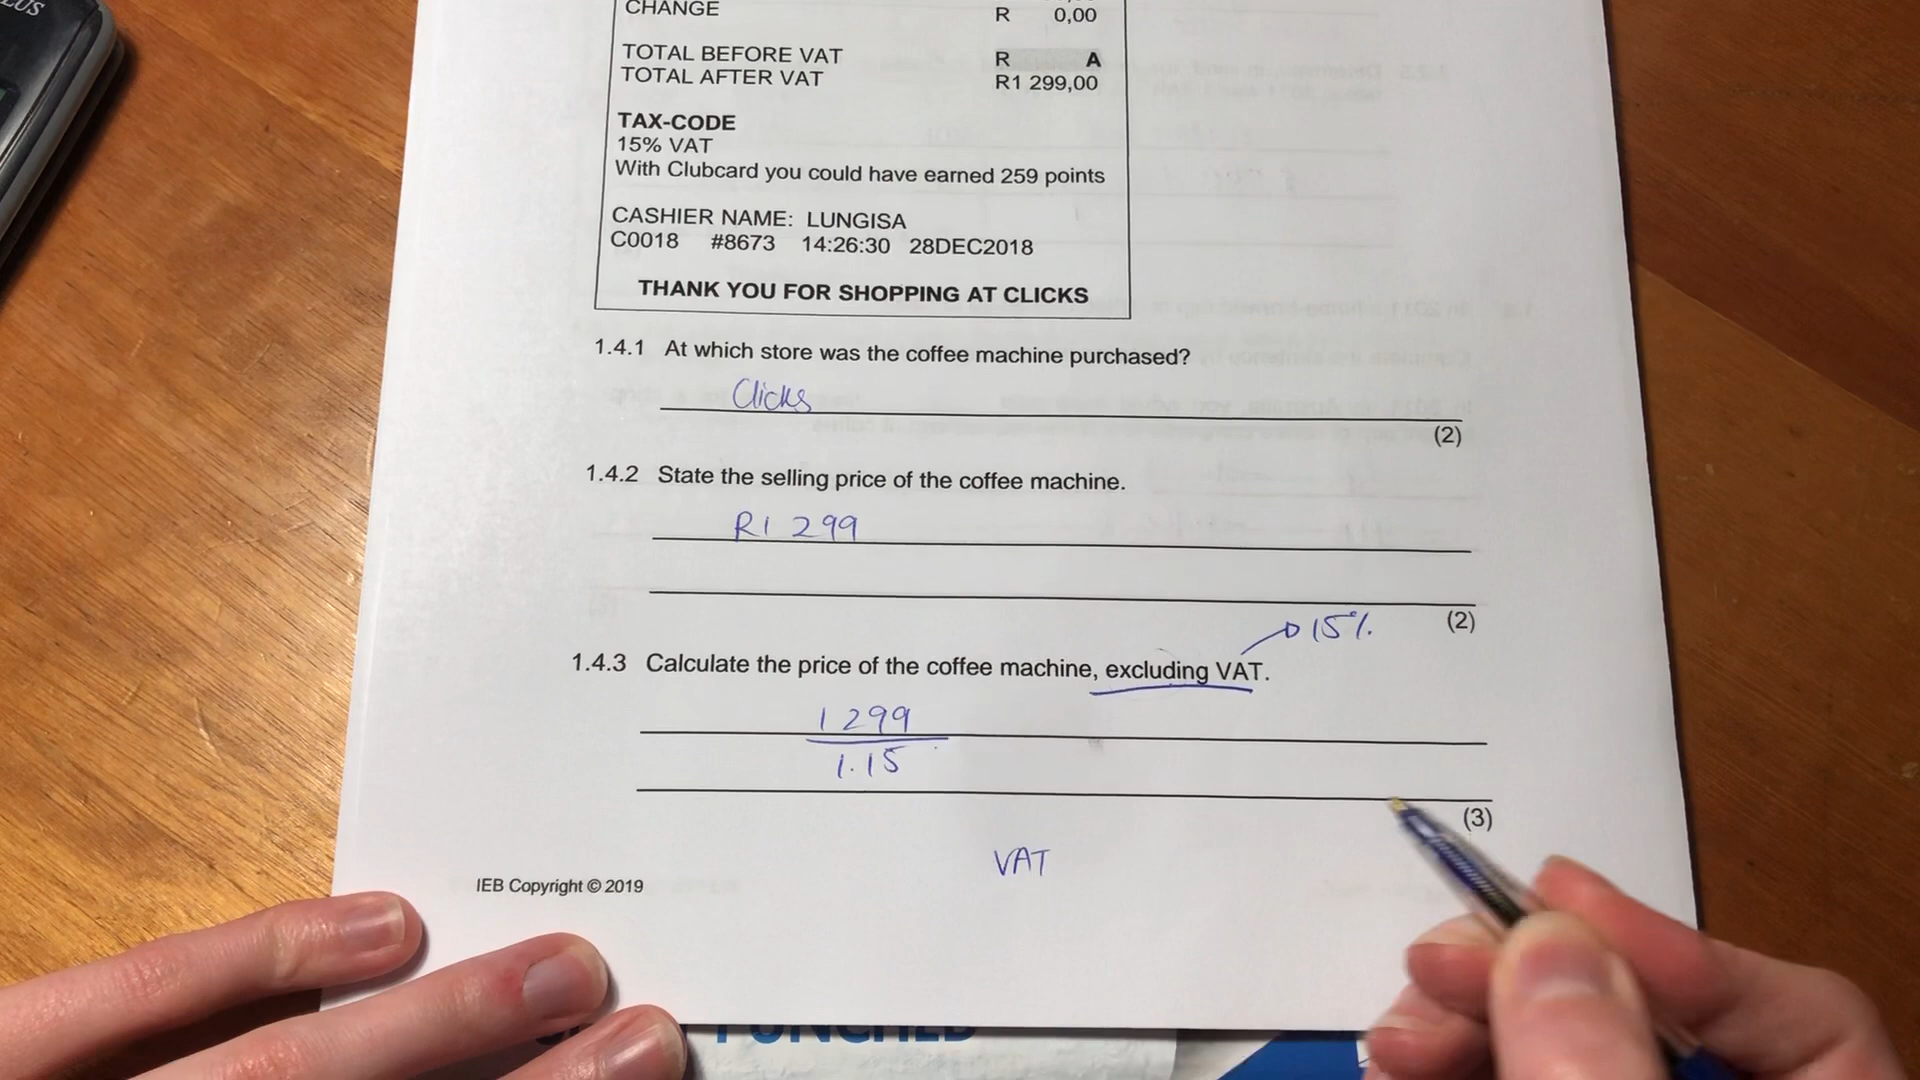 CHANGE R 0,00
TOTAL BEFORE VAT R A
TOTAL AFTER VAT R1 299,00
TAX-CODE
15% VAT
With Clubcard you could have earned 259 points
CASHIER NAME: LUNGISA
C0018 #8673 14:26:30 28DEC2018
THANK YOU FOR SHOPPING AT CLICKS
1.4.1 At which store was the coffee machine purchased?
Clicks
(2)
1.4.2 State the selling price of the coffee machine.
R1 299
(2)
15%
1.4.3 Calculate the price of the coffee machine, excluding VAT.
1 299
1.15
(3)
VAT
IEB Copyright © 2019